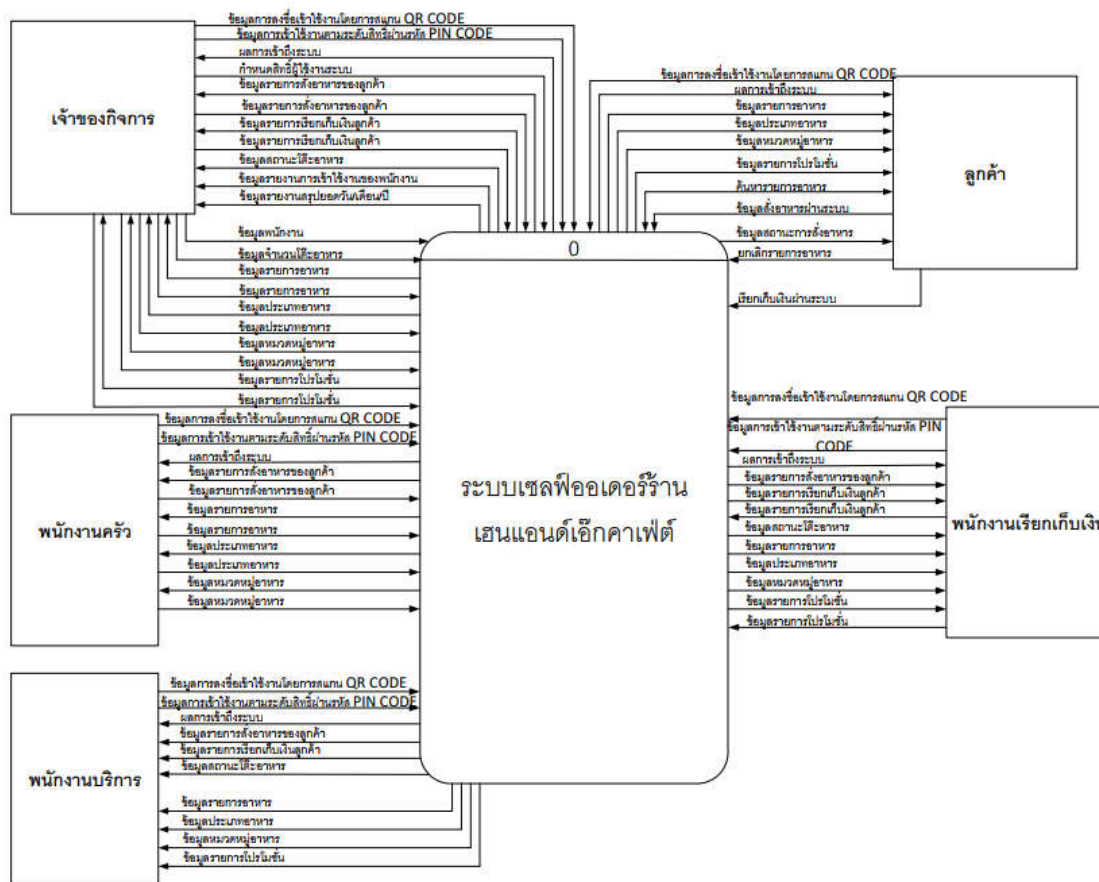 ข้อมูลการลงชื่อเข้าใช้งานโดยการสแกน QR CODE
ข้อมูลการเข้าใช้งานตามระดับสิทธิ์ผ่านรหัส PIN CODE
ผลการเข้าถึงระบบ
กำหนดสิทธิ์ผู้ใช้งานระบบ
ข้อมูลรายการสั่งอาหารของลูกค้า
ข้อมูลรายการสั่งอาหารของลูกค้า
ข้อมูลรายการเรียกเก็บเงินลูกค้า
ข้อมูลรายการเรียกเก็บเงินลูกค้า
ข้อมูลสถานะโต๊ะอาหาร
ข้อมูลรายงานการเข้าใช้งานของพนักงาน
ข้อมูลรายงานสรุปยอดวัน/เดือน/ปี
เจ้าของกิจการ
ข้อมูลพนักงาน
ข้อมูลจำนวนโต๊ะอาหาร
ข้อมูลรายการอาหาร
ข้อมูลรายการอาหาร
ข้อมูลประเภทอาหาร
ข้อมูลประเภทอาหาร
ข้อมูลหมวดหมู่อาหาร
ข้อมูลหมวดหมู่อาหาร
ข้อมูลรายการโปรโมชั่น
ข้อมูลรายการโปรโมชั่น
ข้อมูลการลงชื่อเข้าใช้งานโดยการสแกน QR CODE
ผลการเข้าถึงระบบ
ข้อมูลรายการอาหาร
ข้อมูลประเภทอาหาร
ข้อมูลหมวดหมู่อาหาร
ข้อมูลรายการโปรโมชั่น
ค้นหารายการอาหาร
ข้อมูลสั่งอาหารผ่านระบบ
ข้อมูลสถานะการสั่งอาหาร
ยกเลิกรายการอาหาร
เรียกเก็บเงินผ่านระบบ
ลูกค้า
0
ระบบเซลฟ์ออเดอร์ร้าน
เฮนแอนด์เอ๊กคาเฟ่ต์
ข้อมูลการลงชื่อเข้าใช้งานโดยการสแกน QR CODE
ข้อมูลการเข้าใช้งานตามระดับสิทธิ์ผ่านรหัส PIN CODE
ผลการเข้าถึงระบบ
ข้อมูลรายการสั่งอาหารของลูกค้า
ข้อมูลรายการสั่งอาหารของลูกค้า
ข้อมูลรายการอาหาร
ข้อมูลรายการอาหาร
ข้อมูลประเภทอาหาร
ข้อมูลประเภทอาหาร
ข้อมูลหมวดหมู่อาหาร
ข้อมูลหมวดหมู่อาหาร
พนักงานครัว
ข้อมูลการลงชื่อเข้าใช้งานโดยการสแกน QR CODE
ข้อมูลการเข้าใช้งานตามระดับสิทธิ์ผ่านรหัส PIN
CODE
ผลการเข้าถึงระบบ
ข้อมูลรายการสั่งอาหารของลูกค้า
ข้อมูลรายการเรียกเก็บเงินลูกค้า
ข้อมูลรายการเรียกเก็บเงินลูกค้า
ข้อมูลสถานะโต๊ะอาหาร
ข้อมูลรายการอาหาร
ข้อมูลประเภทอาหาร
ข้อมูลหมวดหมู่อาหาร
ข้อมูลรายการโปรโมชั่น
ข้อมูลรายการโปรโมชั่น
พนักงานเรียกเก็บเงิน
ข้อมูลการลงชื่อเข้าใช้งานโดยการสแกน QR CODE
ข้อมูลการเข้าใช้งานตามระดับสิทธิ์ผ่านรหัส PIN CODE
ผลการเข้าถึงระบบ
ข้อมูลรายการสั่งอาหารของลูกค้า
ข้อมูลรายการเรียกเก็บเงินลูกค้า
ข้อมูลสถานะโต๊ะอาหาร
พนักงานบริการ
ข้อมูลรายการอาหาร
ข้อมูลประเภทอาหาร
ข้อมูลหมวดหมู่อาหาร
ข้อมูลรายการโปรโมชั่น